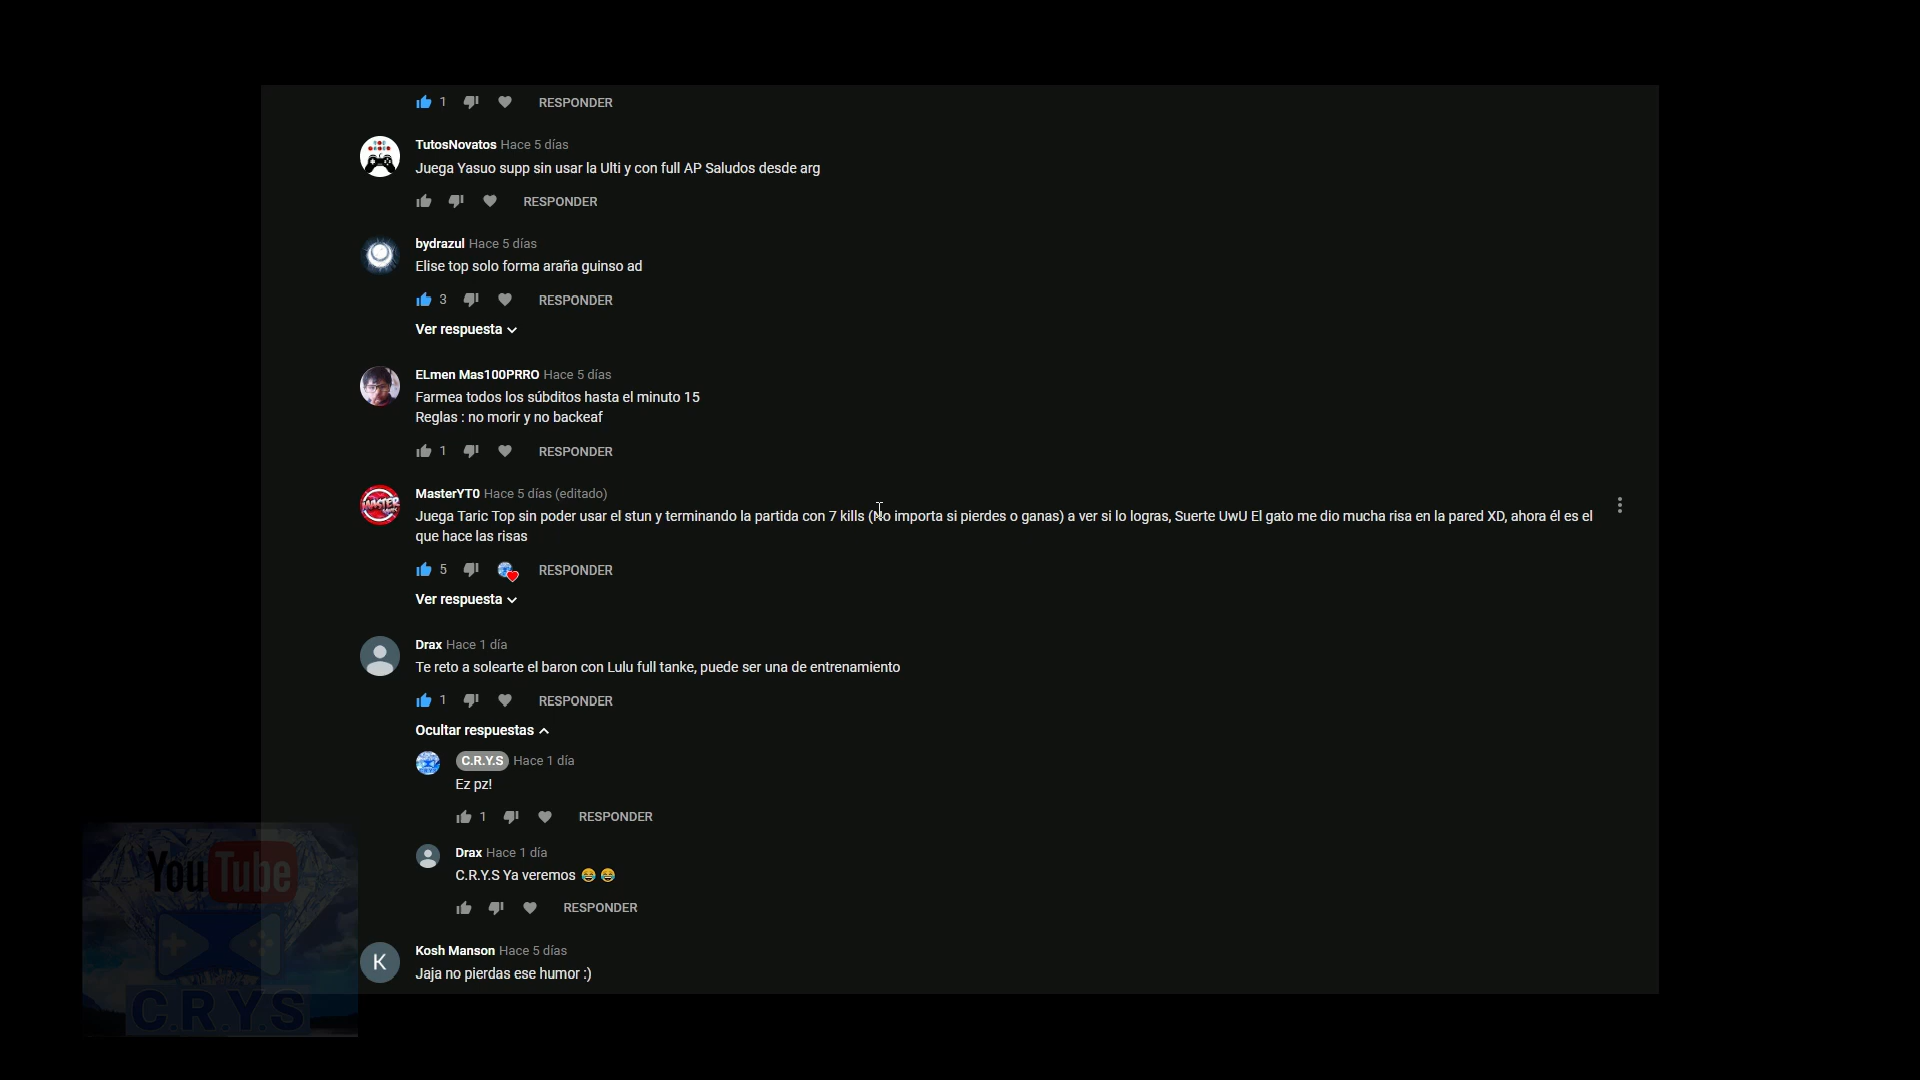 1 RESPONDER
TutosNovatos Hace 5 días
Juega Yasuo supp sin usar la Ulti y con full AP Saludos desde arg
RESPONDER
bydrazul Hace 5 días
Elise top solo forma araña guinso ad
3 RESPONDER
Ver respuesta
ELmen Mas100PRRO Hace 5 días
Farmea todos los súbditos hasta el minuto 15
Reglas : no morir y no backeaf
1 RESPONDER
MASTER
MasterYT0 Hace 5 días (editado)
Juega Taric Top sin poder usar el stun y terminando la partida con 7 kills (No importa si pierdes o ganas) a ver si lo logras, Suerte UwU El gato me dio mucha risa en la pared XD, ahora él es el
que hace las risas
5 RESPONDER
Ver respuesta
Drax Hace 1 día
Te reto a solearte el baron con Lulu full tanke, puede ser una de entrenamiento
1 RESPONDER
Ocultar respuestas
C.R.Y.S Hace 1 día
Ez pz!
1 RESPONDER
Drax Hace 1 día
C.R.Y.S Ya veremos 😂 😂
RESPONDER
K
Kosh Manson Hace 5 días
Jaja no pierdas ese humor :)
YouTube
C.R.Y.S